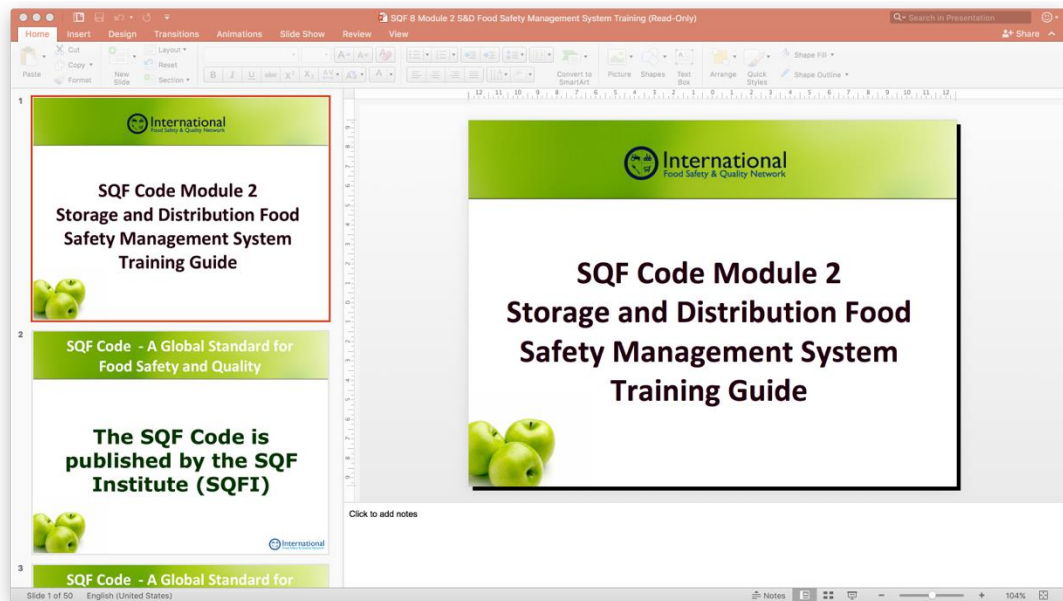 SQF 8 Module 2 S&D Food Safety Management System Training (Read-Only)
Search in Presentation
Home Insert Design Transitions Animations Slide Show Review View
Share
Paste
Cut
Copy
Format
New Slide
Layout
Reset
Section
Convert to SmartArt
Picture
Shapes
Text Box
Arrange
Quick Styles
Shape Fill
Shape Outline
1
International
Food Safety & Quality Network
SQF Code Module 2
Storage and Distribution Food
Safety Management System
Training Guide
2
SQF Code - A Global Standard for
Food Safety and Quality
The SQF Code is
published by the SQF
Institute (SQFI)
International
3
SQF Code - A Global Standard for
International
Food Safety & Quality Network
SQF Code Module 2
Storage and Distribution Food
Safety Management System
Training Guide
Click to add notes
Slide 1 of 50 English (United States)
Notes
104%